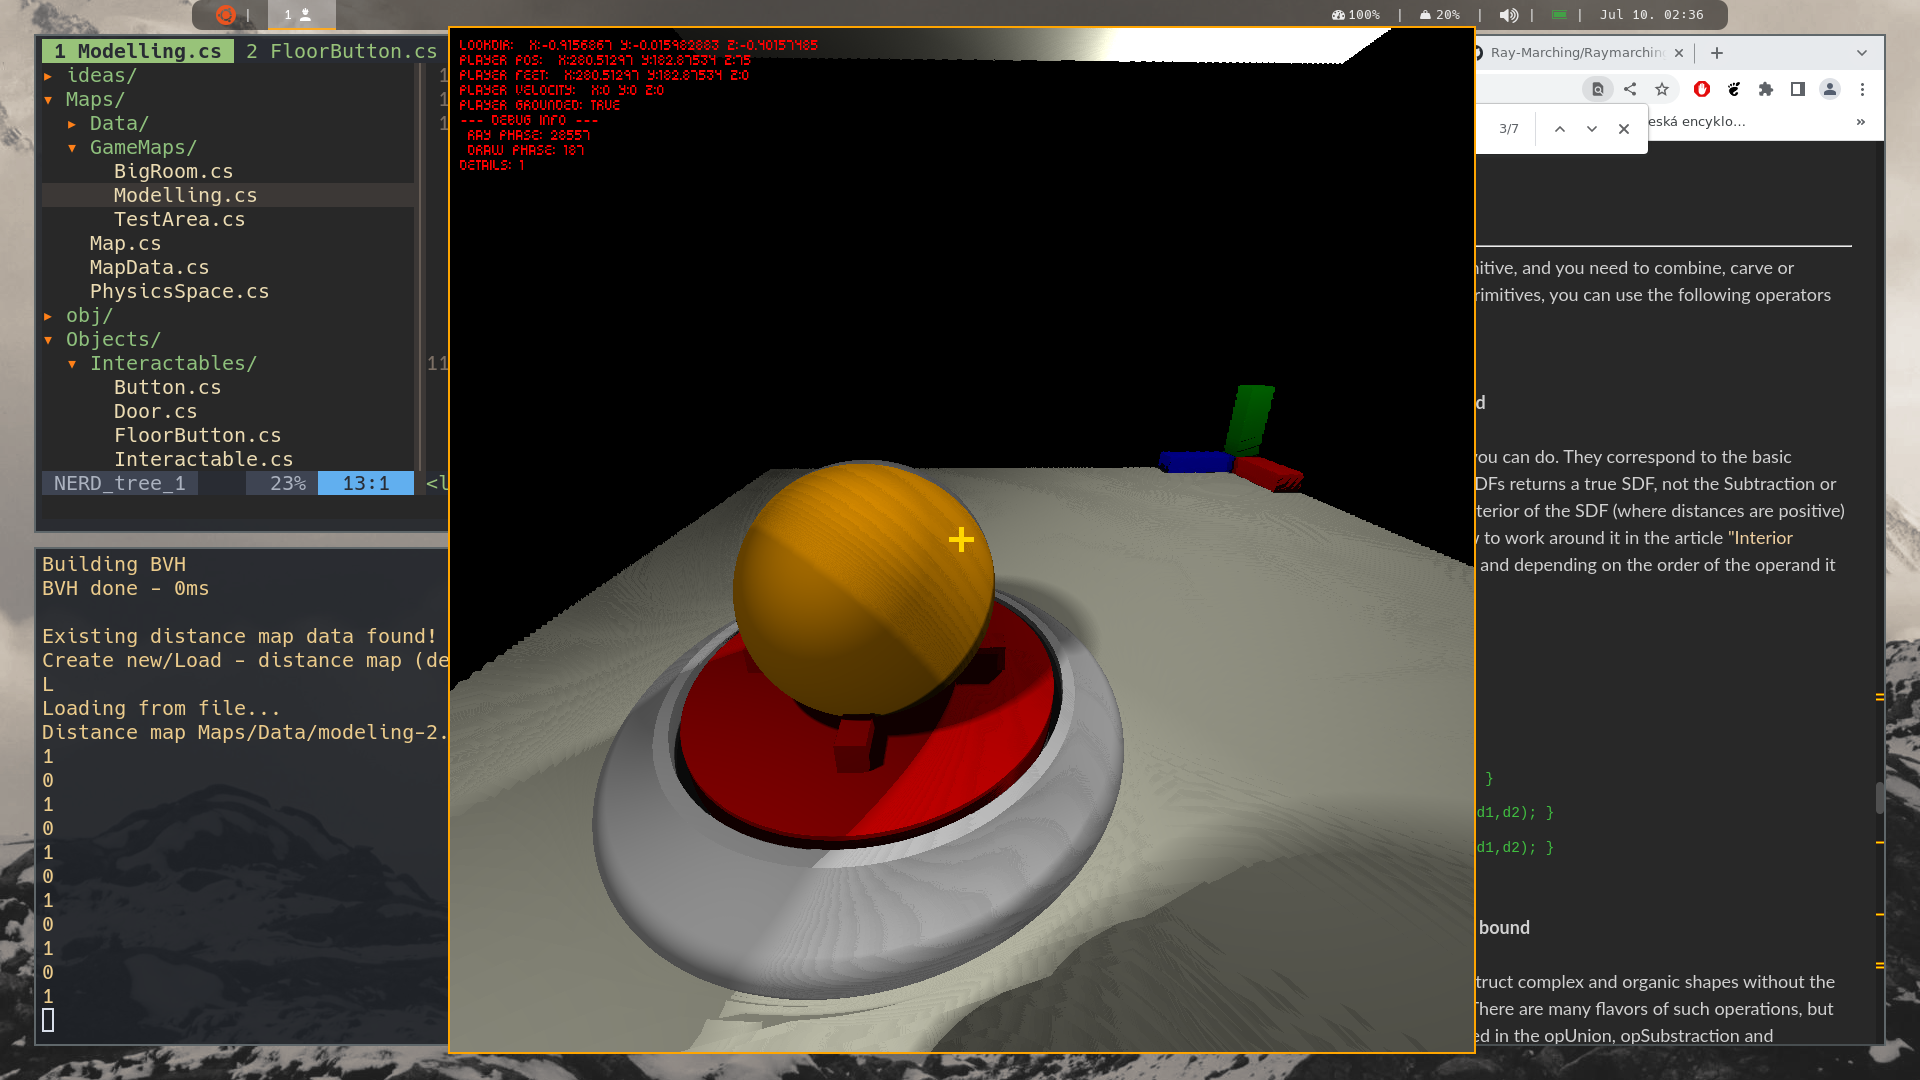 1
100%
20%
Jul 10. 02:36
1 Modelling.cs 2 FloorButton.cs
ideas/
Maps/
Data/
GameMaps/
BigRoom.cs
Modelling.cs
TestArea.cs
Map.cs
MapData.cs
PhysicsSpace.cs
obj/
Objects/
Interactables/
Button.cs
Door.cs
FloorButton.cs
Interactable.cs
1
1
1
11
NERD_tree_1 23% 13:1 <l
Building BVH
BVH done - 0ms
Existing distance map data found!
Create new/Load - distance map (de
L
Loading from file...
Distance map Maps/Data/modeling-2.
1
0
1
0
1
0
1
0
1
0
1
LOOKDIR: X:-0.9156867 Y:-0.015982883 Z:-0.40157485
PLAYER POS: X:280.51297 Y:182.87534 Z:75
PLAYER FEET: X:280.51297 Y:182.87534 Z:0
PLAYER VELOCITY: X:0 Y:0 Z:0
PLAYER GROUNDED: TRUE
--- DEBUG INFO ---
RAY PHASE: 28557
DRAW PHASE: 187
DETAILS: 1
Ray-Marching/Raymarching
eská encyklo...
»
3/7
nitive, and you need to combine, carve or
rimitives, you can use the following operators
d
you can do. They correspond to the basic
DFs returns a true SDF, not the Subtraction or
terior of the SDF (where distances are positive)
to work around it in the article "Interior
and depending on the order of the operand it
}
d1,d2); }
d1,d2); }
bound
truct complex and organic shapes without the
There are many flavors of such operations, but
ed in the opUnion, opSubstraction and